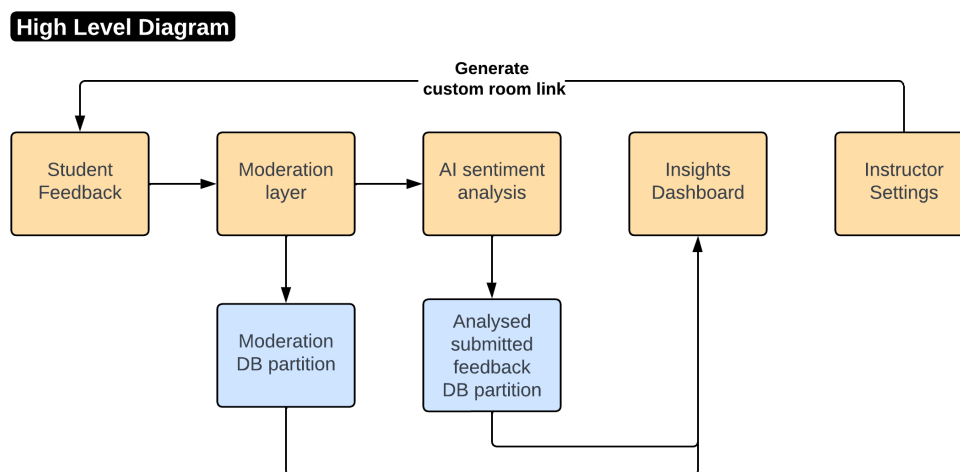 High Level Diagram
Generate
custom room link
Student
Feedback
Moderation
layer
AI sentiment
analysis
Insights
Dashboard
Instructor
Settings
Moderation
DB partition
Analysed
submitted
feedback
DB partition